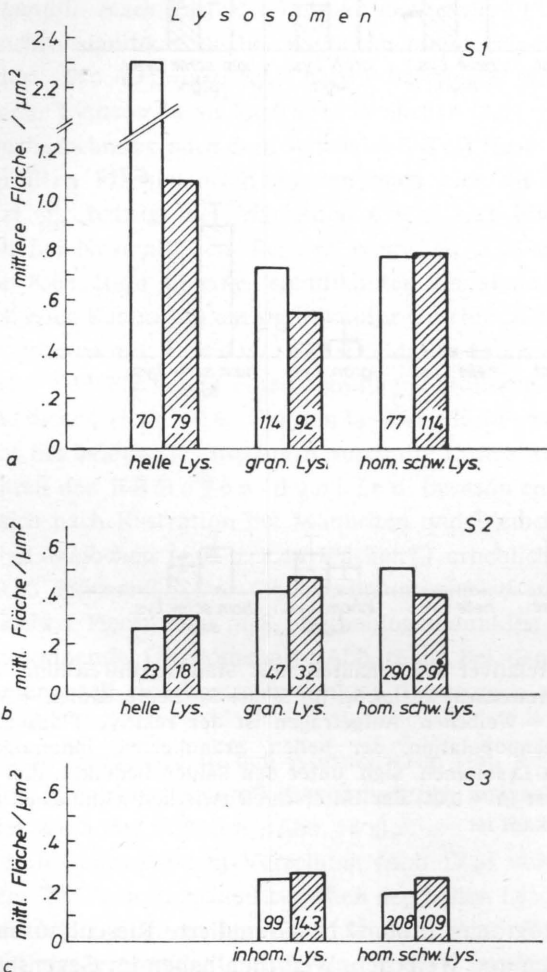 Lysosomen
S1
mittlere Fläche / µm²
2.4
2.2
1.2
1.0
.8
.6
.4
.2
0
70 79 114 92 77 114
a helle Lys. gran. Lys. hom. schw. Lys.
S2
mittl. Fläche / µm²
.6
.4
.2
0
23 18 47 32 290 297
b helle Lys. gran. Lys. hom. schw. Lys.
S3
mittl. Fläche / µm²
.6
.4
.2
0
99 143 208 109
c inhom. Lys. hom. schw. Lys.